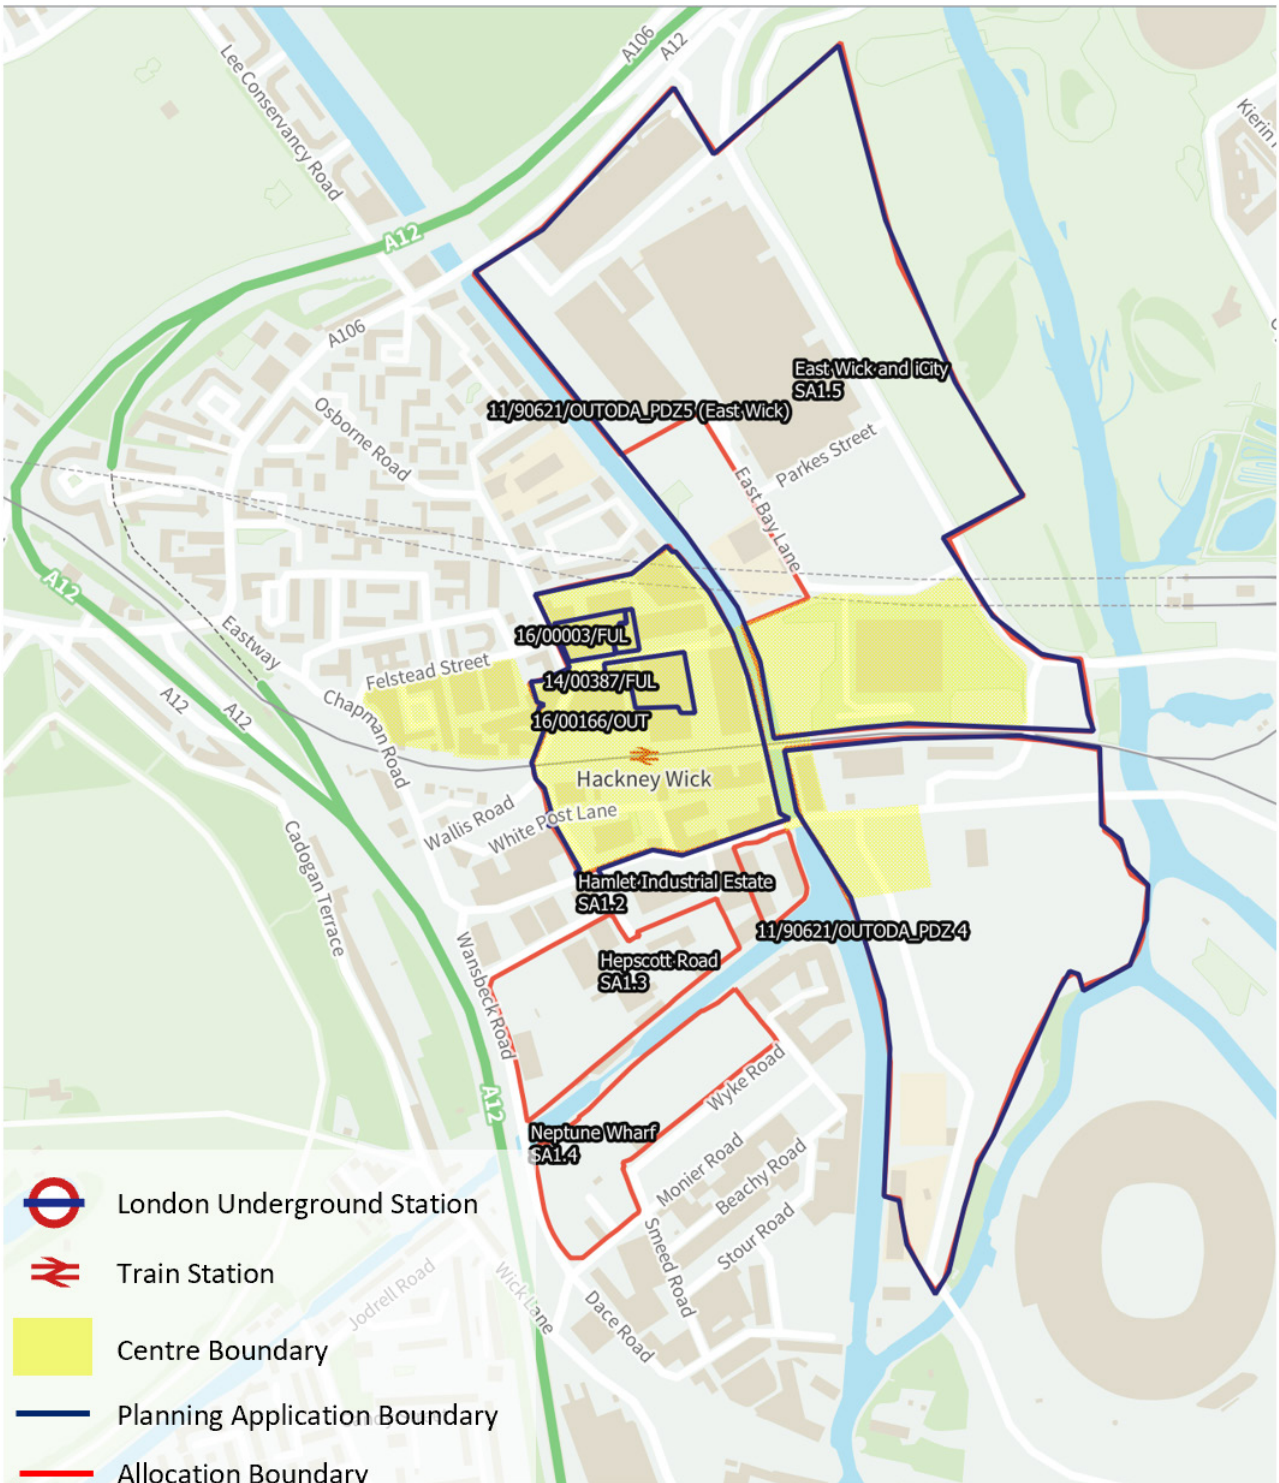 A106
A12
Lee Conservancy Road
A12
A106
East Wick and iCity
SA1.5
11/90621/OUTODA_PDZ5 (East Wick)
Osborne Road
Parkes Street
East Bay Lane
A12
Eastway
16/00003/FUL
Felstead Street
14/00387/FUL
Chapman Road
A12
A12
16/00166/OUT
Hackney Wick
Wallis Road
White Post Lane
Cadogan Terrace
Hamlet Industrial Estate
SA1.2
11/90621/OUTODA_PDZ 4
Wansbeck Road
Hepscott Road
SA1.3
A12
Wyke Road
Neptune Wharf
SA1.4
Monier Road
Beachy Road
Stour Road
Smeed Road
Dace Road
Wick Lane
Jodrell Road
London Underground Station
Train Station
Centre Boundary
Planning Application Boundary
Allocation Boundary